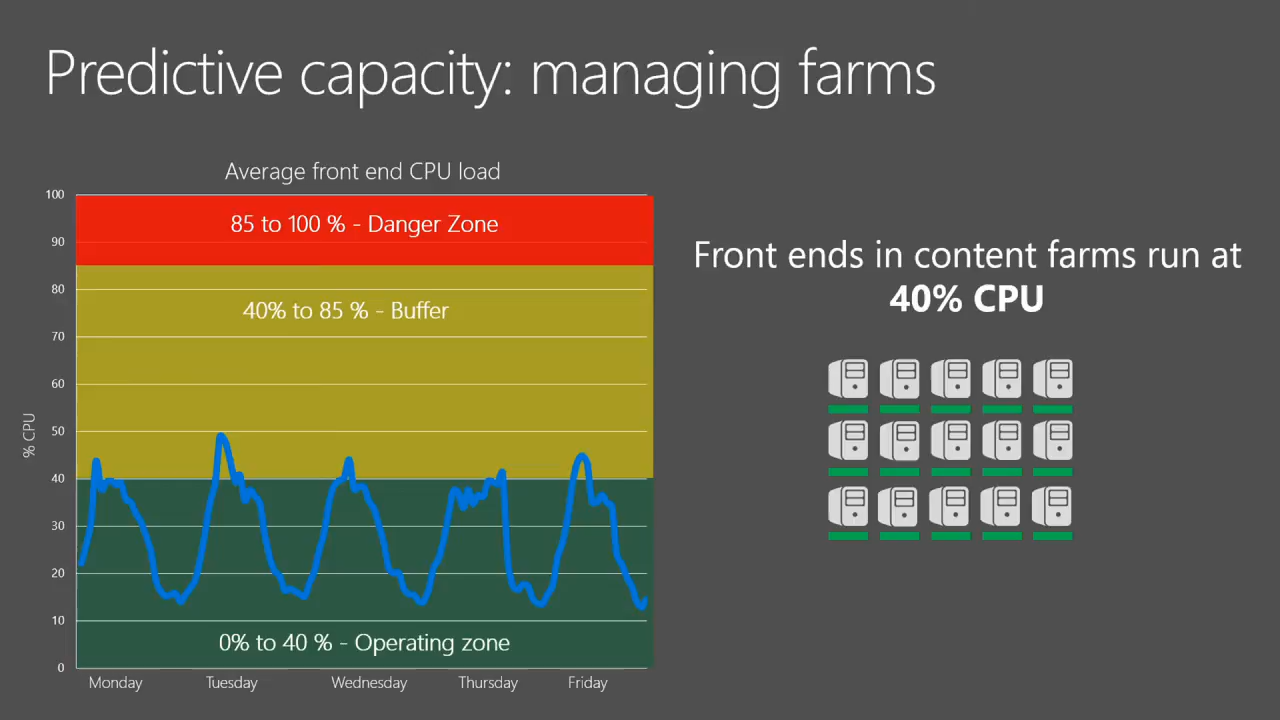 Predictive capacity: managing farms
Average front end CPU load
100
90
80
70
60
50
40
30
20
10
0
% CPU
85 to 100 % - Danger Zone
40% to 85 % - Buffer
0% to 40 % - Operating zone
Monday
Tuesday
Wednesday
Thursday
Friday
Front ends in content farms run at
40% CPU